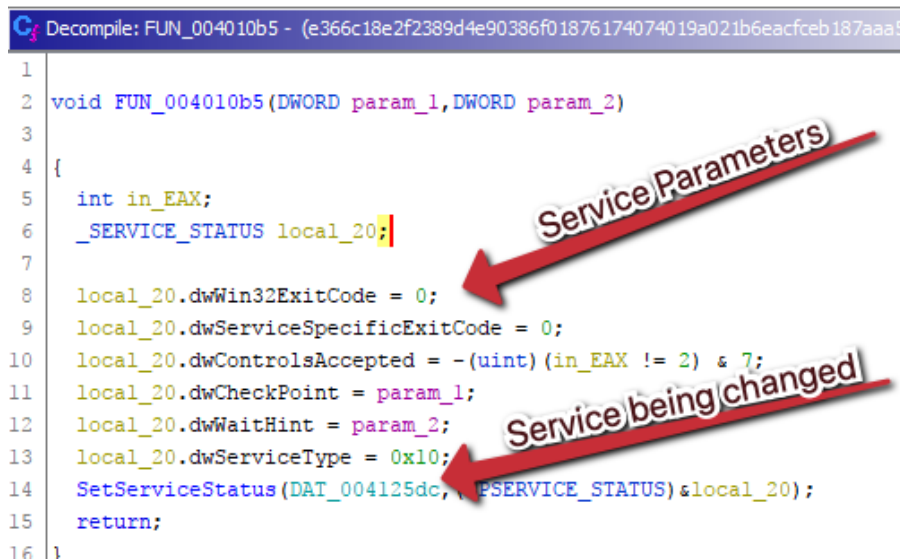 Decompile: FUN_004010b5 - (e366c18e2f2389d4e90386f01876174074019a021b6eacfceb187aaa5
1
2 void FUN_004010b5(DWORD param_1,DWORD param_2)
3
4 {
5 int in_EAX;
6 _SERVICE_STATUS local_20;
7
Service Parameters
8 local_20.dwWin32ExitCode = 0;
9 local_20.dwServiceSpecificExitCode = 0;
10 local_20.dwControlsAccepted = -(uint)(in_EAX != 2) & 7;
11 local_20.dwCheckPoint = param_1;
Service being changed
12 local_20.dwWaitHint = param_2;
13 local_20.dwServiceType = 0x10;
14 SetServiceStatus(DAT_004125dc,(PSERVICE_STATUS)&local_20);
15 return;
16 }